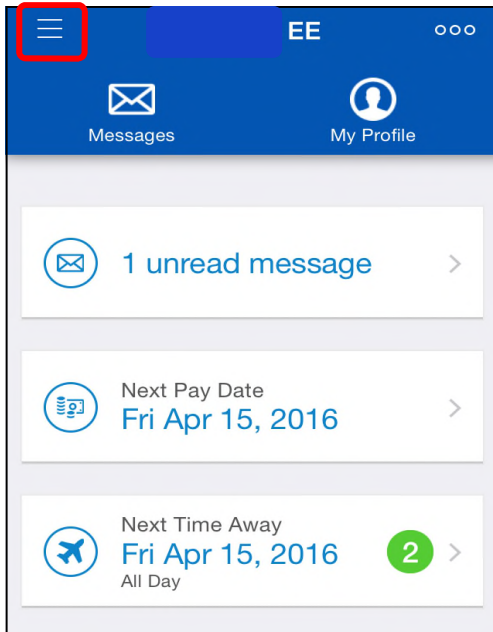 EE
Messages
My Profile
1 unread message
Next Pay Date
Fri Apr 15, 2016
Next Time Away
Fri Apr 15, 2016
2
All Day